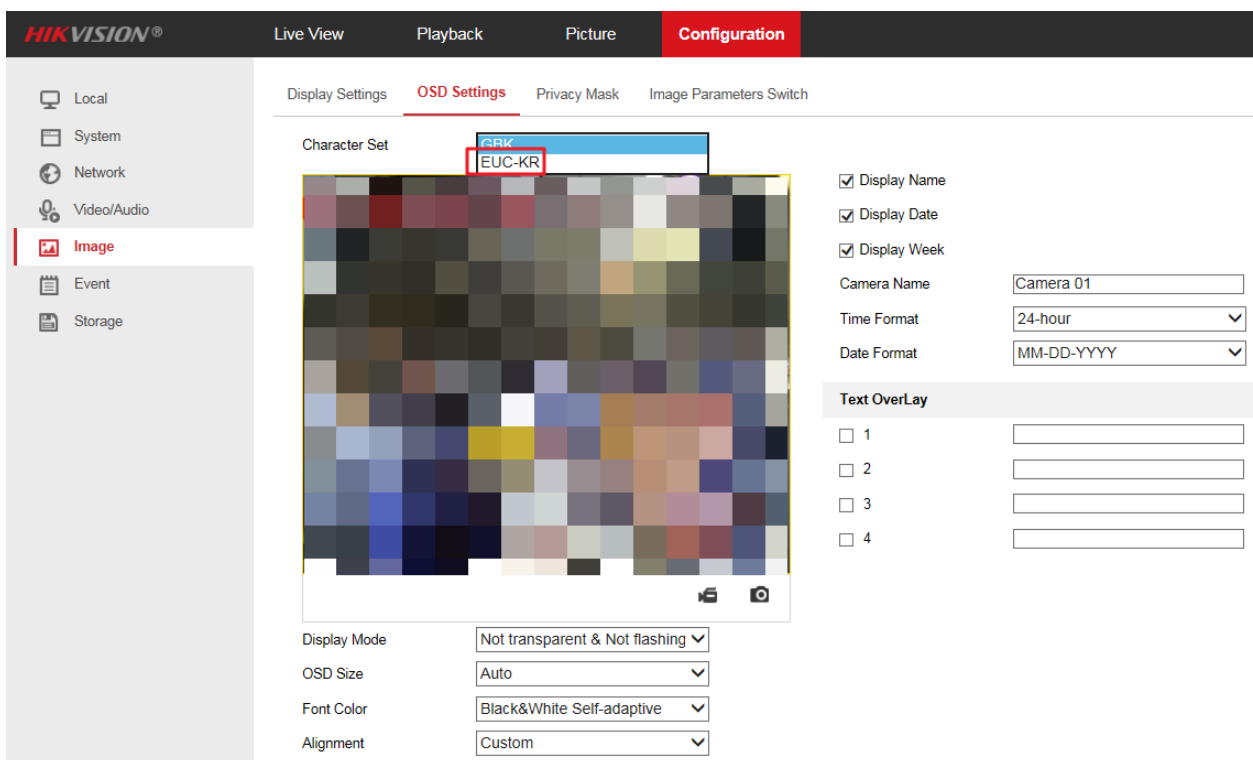 HIKVISION® Live View Playback Picture Configuration
Local
System
Network
Video/Audio
Image
Event
Storage
Display Settings OSD Settings Privacy Mask Image Parameters Switch
Character Set GBK
EUC-KR
Display Mode Not transparent & Not flashing
OSD Size Auto
Font Color Black&White Self-adaptive
Alignment Custom
Display Name
Display Date
Display Week
Camera Name Camera 01
Time Format 24-hour
Date Format MM-DD-YYYY
Text OverLay
1
2
3
4